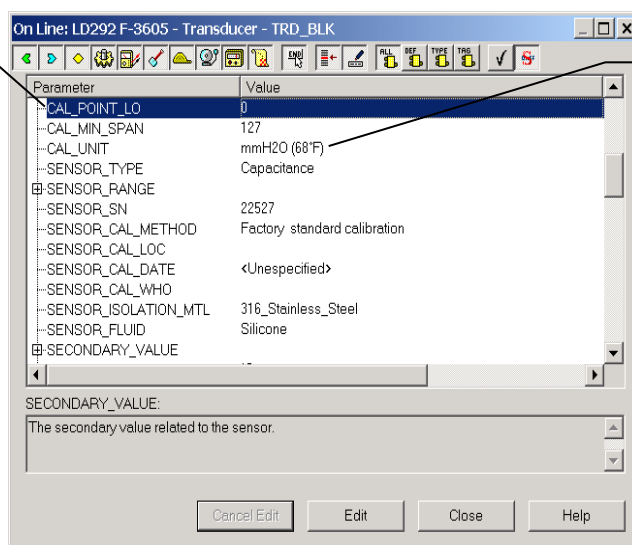 On Line: LD292 F-3605 - Transducer - TRD_BLK
ALL DEF TYPE TAG
Parameter Value
CAL_POINT_LO 0
CAL_MIN_SPAN 127
CAL_UNIT mmH2O (68°F)
SENSOR_TYPE Capacitance
SENSOR_RANGE
SENSOR_SN 22527
SENSOR_CAL_METHOD Factory standard calibration
SENSOR_CAL_LOC
SENSOR_CAL_DATE <Unspecified>
SENSOR_CAL_WHO
SENSOR_ISOLATION_MTL 316_Stainless_Steel
SENSOR_FLUID Silicone
SECONDARY_VALUE
SECONDARY_VALUE:
The secondary value related to the sensor.
Cancel Edit Edit Close Help